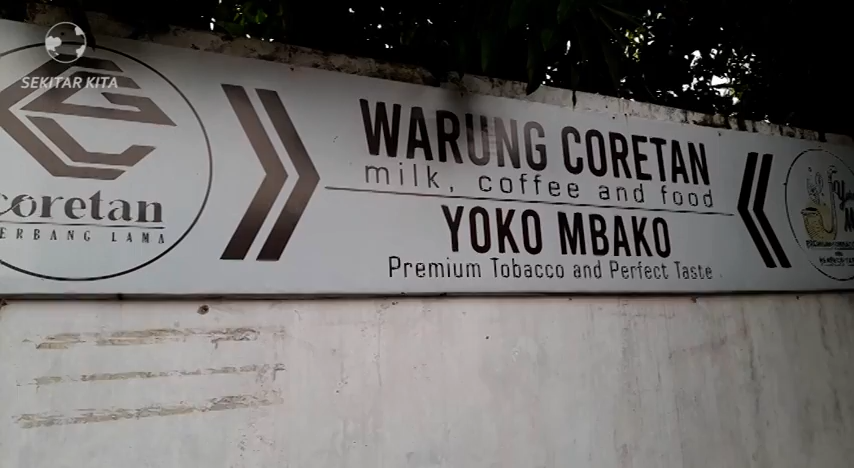 SEKITAR KITA
coretan
ERBANG LAMA
WARUNG CORETAN
milk, coffee and food
YOKO MBAKO
Premium Tobacco and Perfect Taste